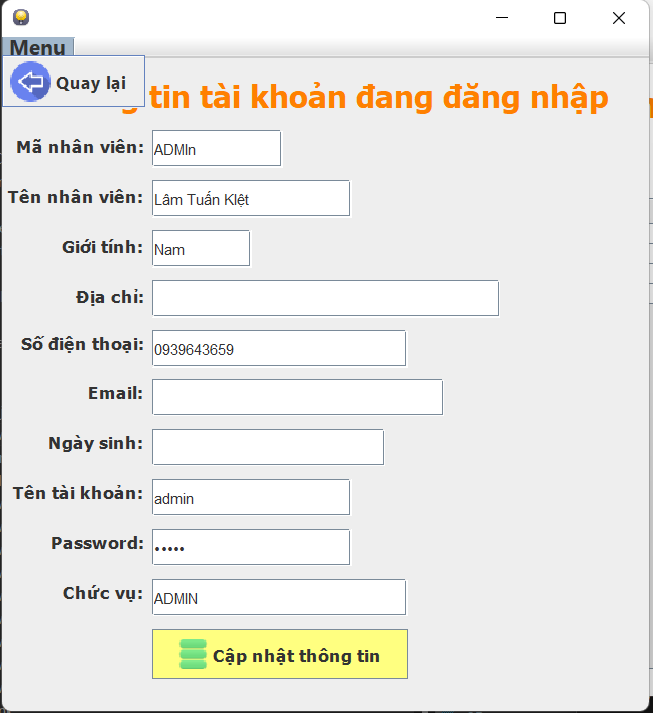 Menu
Quay lại
tin tài khoản đang đăng nhập
Mã nhân viên: ADMIn
Tên nhân viên: Lâm Tuấn Klệt
Giới tính: Nam
Địa chỉ:
Số điện thoại: 0939643659
Email:
Ngày sinh:
Tên tài khoản: admin
Password: •••••
Chức vụ: ADMIN
Cập nhật thông tin